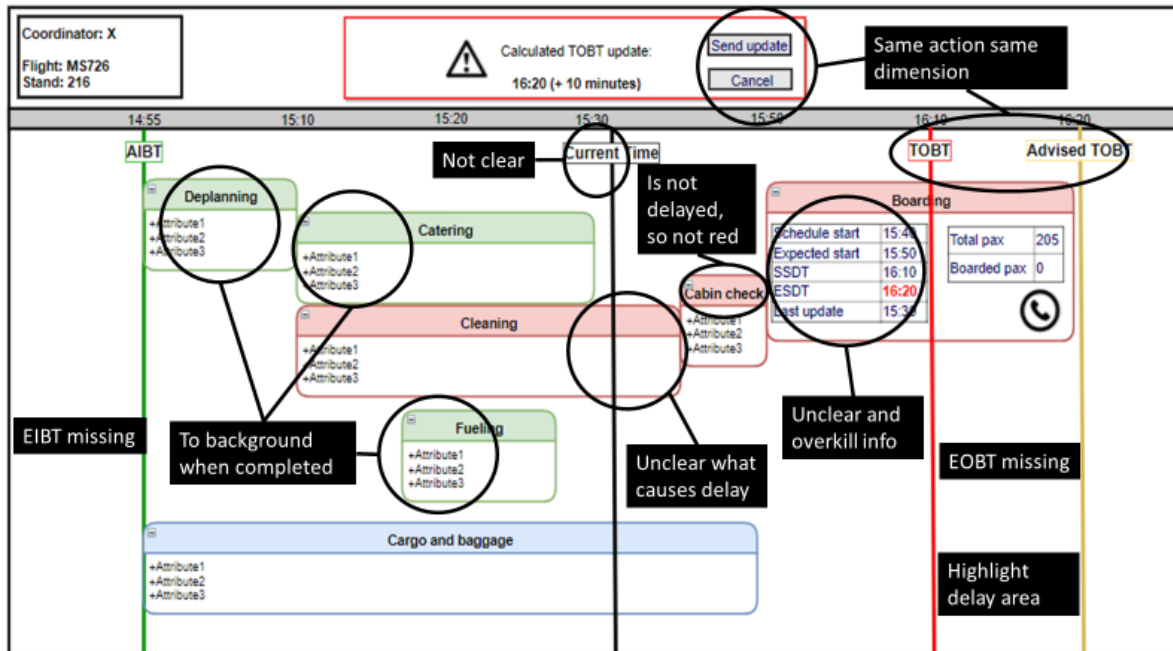 Coordinator: X
Flight: MS726
Stand: 216
Calculated TOBT update:
16:20 (+ 10 minutes)
Send update
Cancel
Same action same
dimension
14:55
15:10
15:20
15:30
15:50
16:10
16:20
AIBT
Not clear
Current Time
TOBT
Advised TOBT
Is not
delayed,
so not red
Deplanning
+Attribute1
+Attribute2
+Attribute3
Catering
+Attribute1
+Attribute2
+Attribute3
Boarding
Schedule start 15:40
Expected start 15:50
SSDT 16:10
ESDT 16:20
Last update 15:30
Total pax 205
Boarded pax 0
Cabin check
+Attribute1
+Attribute2
+Attribute3
Cleaning
+Attribute1
+Attribute2
+Attribute3
EIBT missing
To background
when completed
Fueling
+Attribute1
+Attribute2
+Attribute3
Unclear what
causes delay
Unclear and
overkill info
EOBT missing
Cargo and baggage
+Attribute1
+Attribute2
+Attribute3
Highlight
delay area